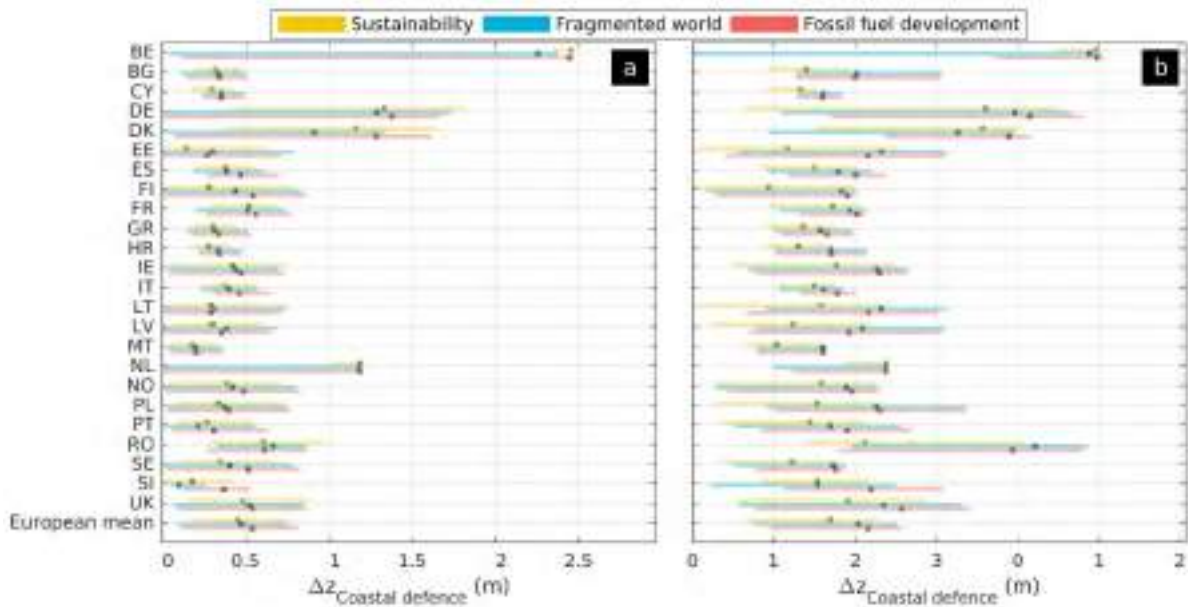 Sustainability Fragmented world Fossil fuel development
a
b
BE
BG
CY
DE
DK
EE
ES
FI
FR
GR
HR
IE
IT
LT
LV
MT
NL
NO
PL
PT
RO
SE
SI
UK
European mean
0 0.5 1 1.5 2 2.5
0 1 2 3 0 1 2
Δz Coastal defence (m)
Δz Coastal defence (m)